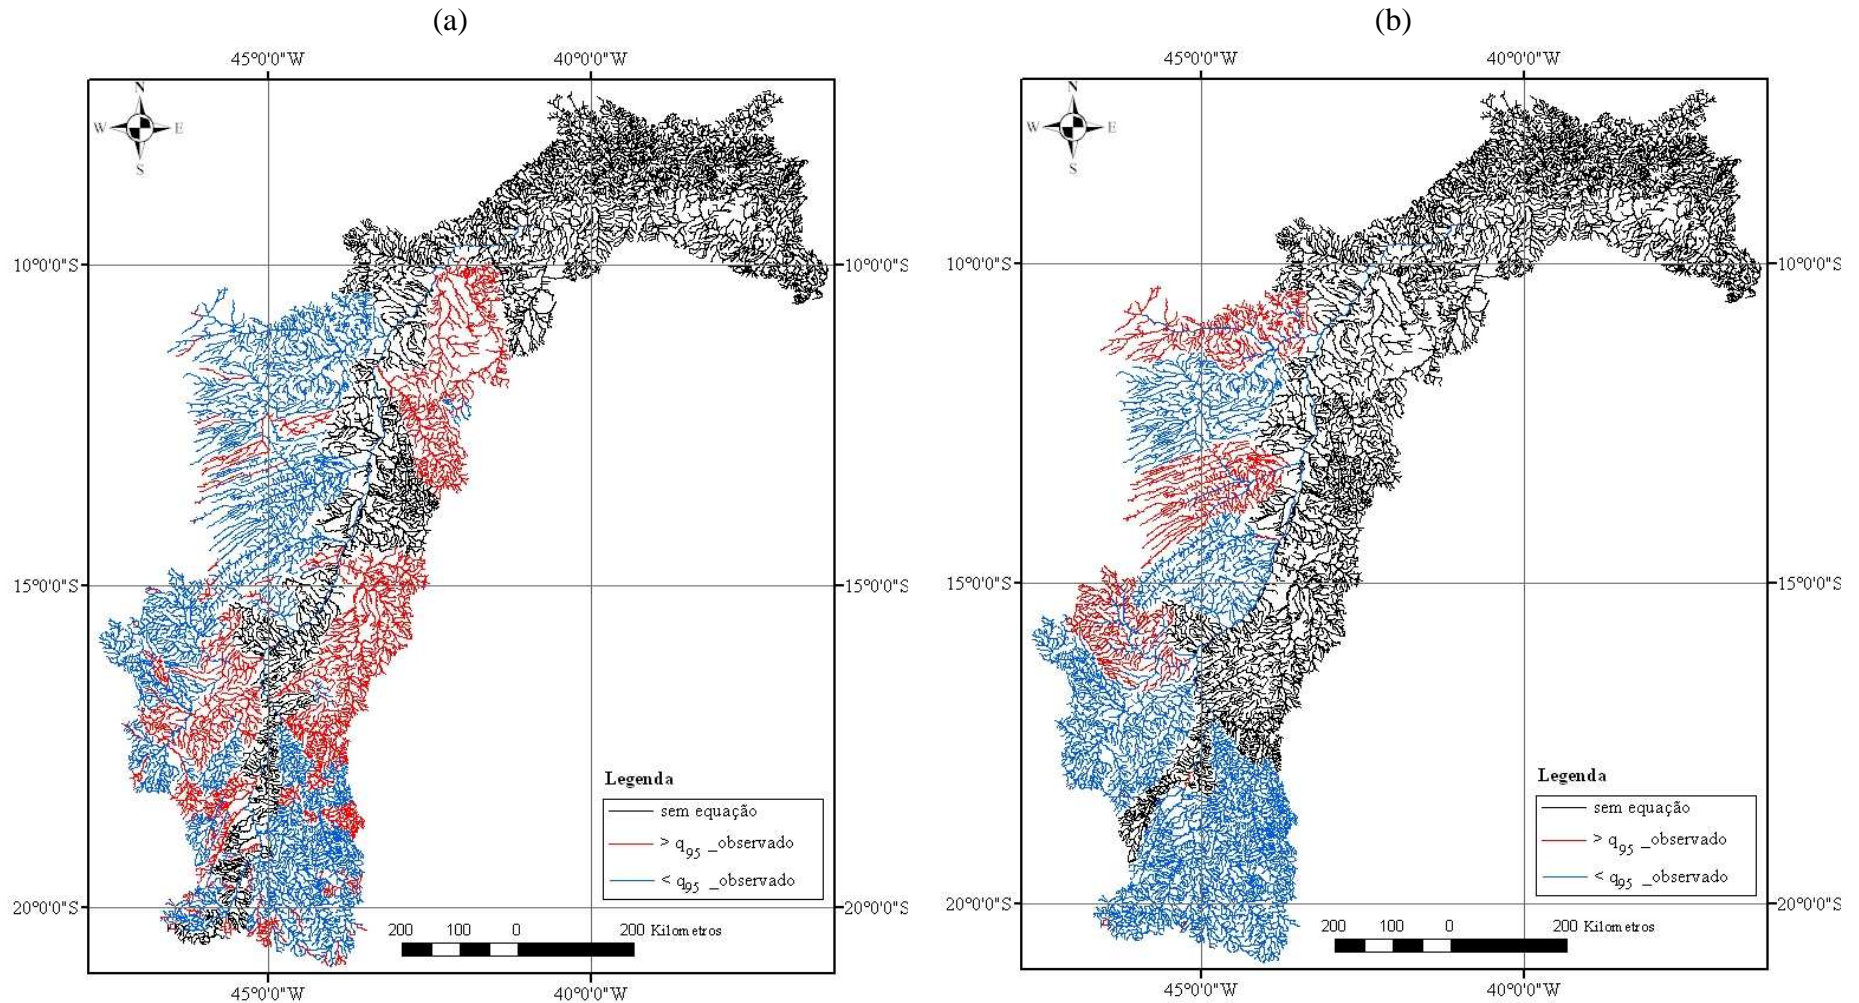 (a)
45°0'0"W 40°0'0"W
N
W E
S
10°0'0"S 10°0'0"S
15°0'0"S 15°0'0"S
Legenda
sem equação
> q95 _observado
< q95 _observado
20°0'0"S 20°0'0"S
200 100 0 200 Kilometros
45°0'0"W 40°0'0"W
(b)
45°0'0"W 40°0'0"W
N
W E
S
10°0'0"S 10°0'0"S
15°0'0"S 15°0'0"S
Legenda
sem equação
> q95 _observado
< q95 _observado
20°0'0"S 20°0'0"S
200 100 0 200 Kilometros
45°0'0"W 40°0'0"W